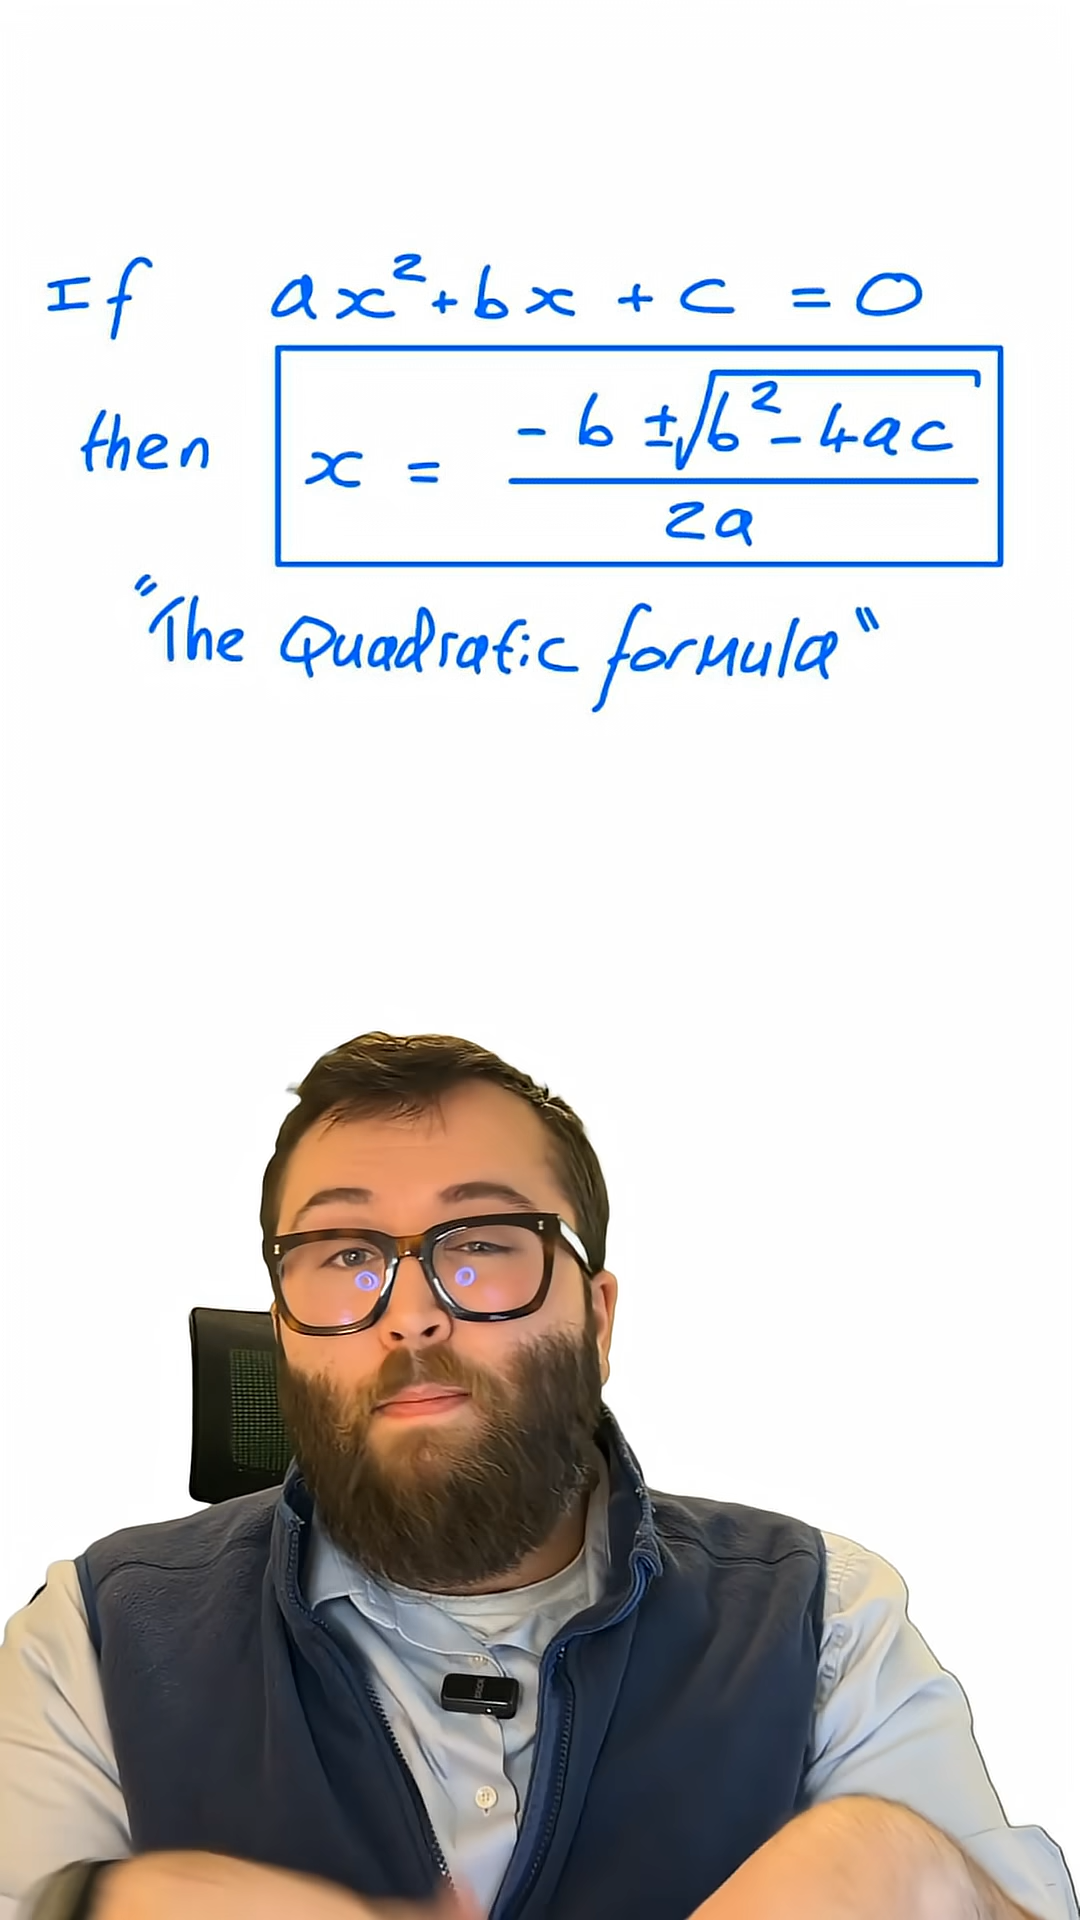 If ax²+bx + c = 0
then x = -b ±√b²-4ac / 2a
"The Quadratic formula"